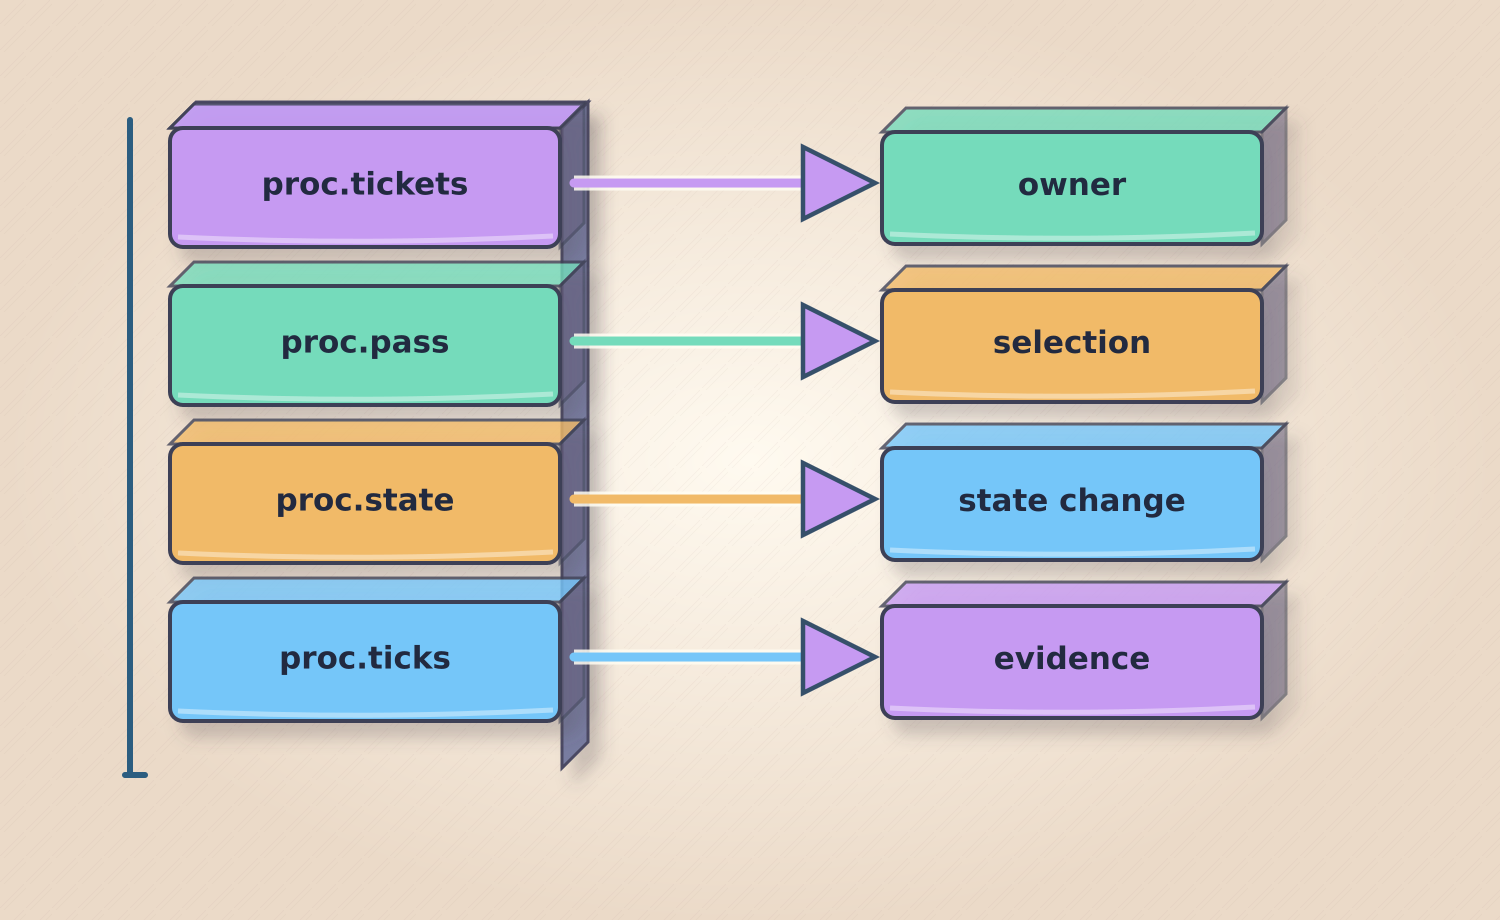 proc.tickets
owner
proc.pass
selection
proc.state
state change
proc.ticks
evidence